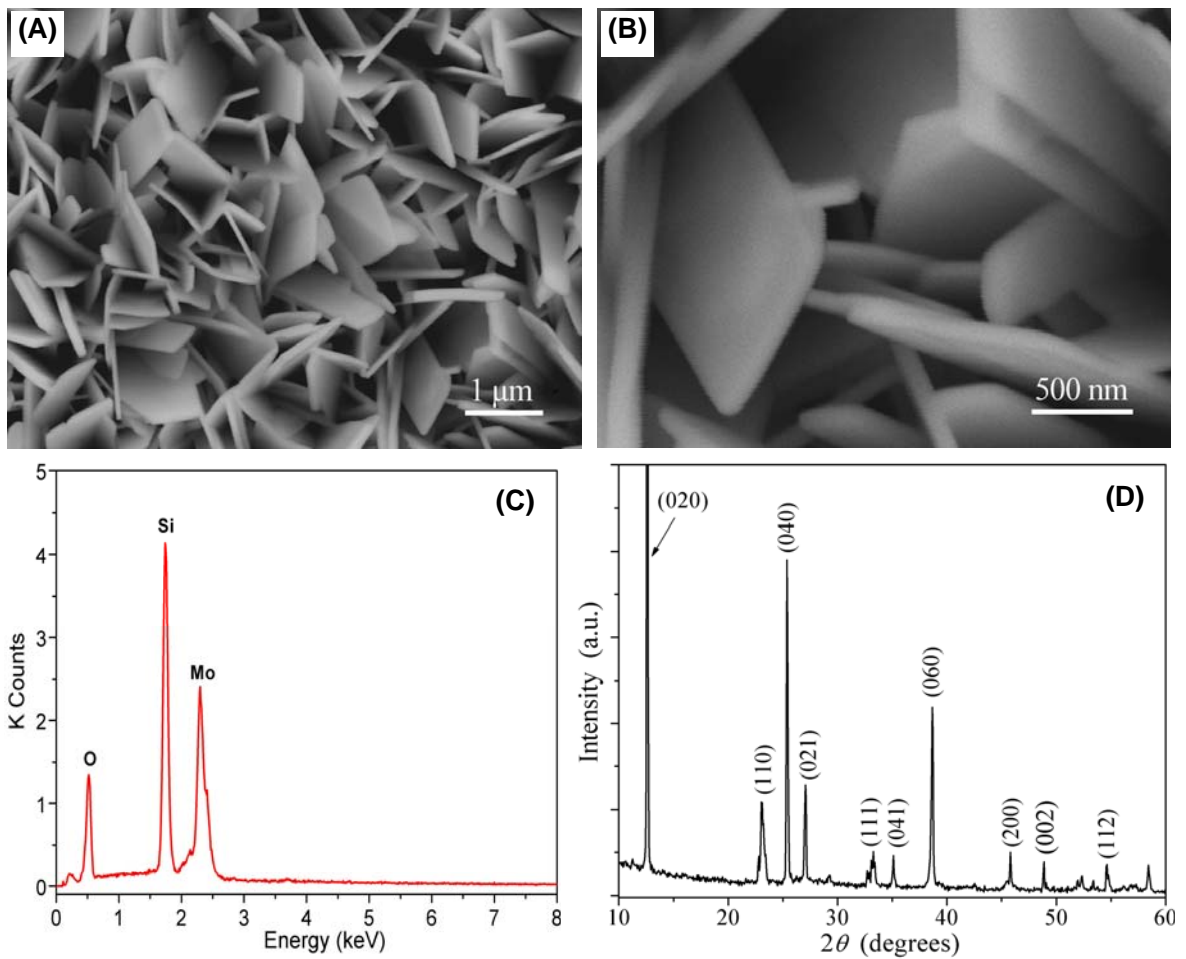 (A)
1 µm
(B)
500 nm
(C)
5
4
3
2
1
0
K Counts
Si
Mo
O
0 1 2 3 4 5 6 7 8
Energy (keV)
(D)
Intensity (a.u.)
(020)
(110)
(040)
(021)
(111)
(041)
(060)
(200)
(002)
(112)
10 20 30 40 50 60
2θ (degrees)